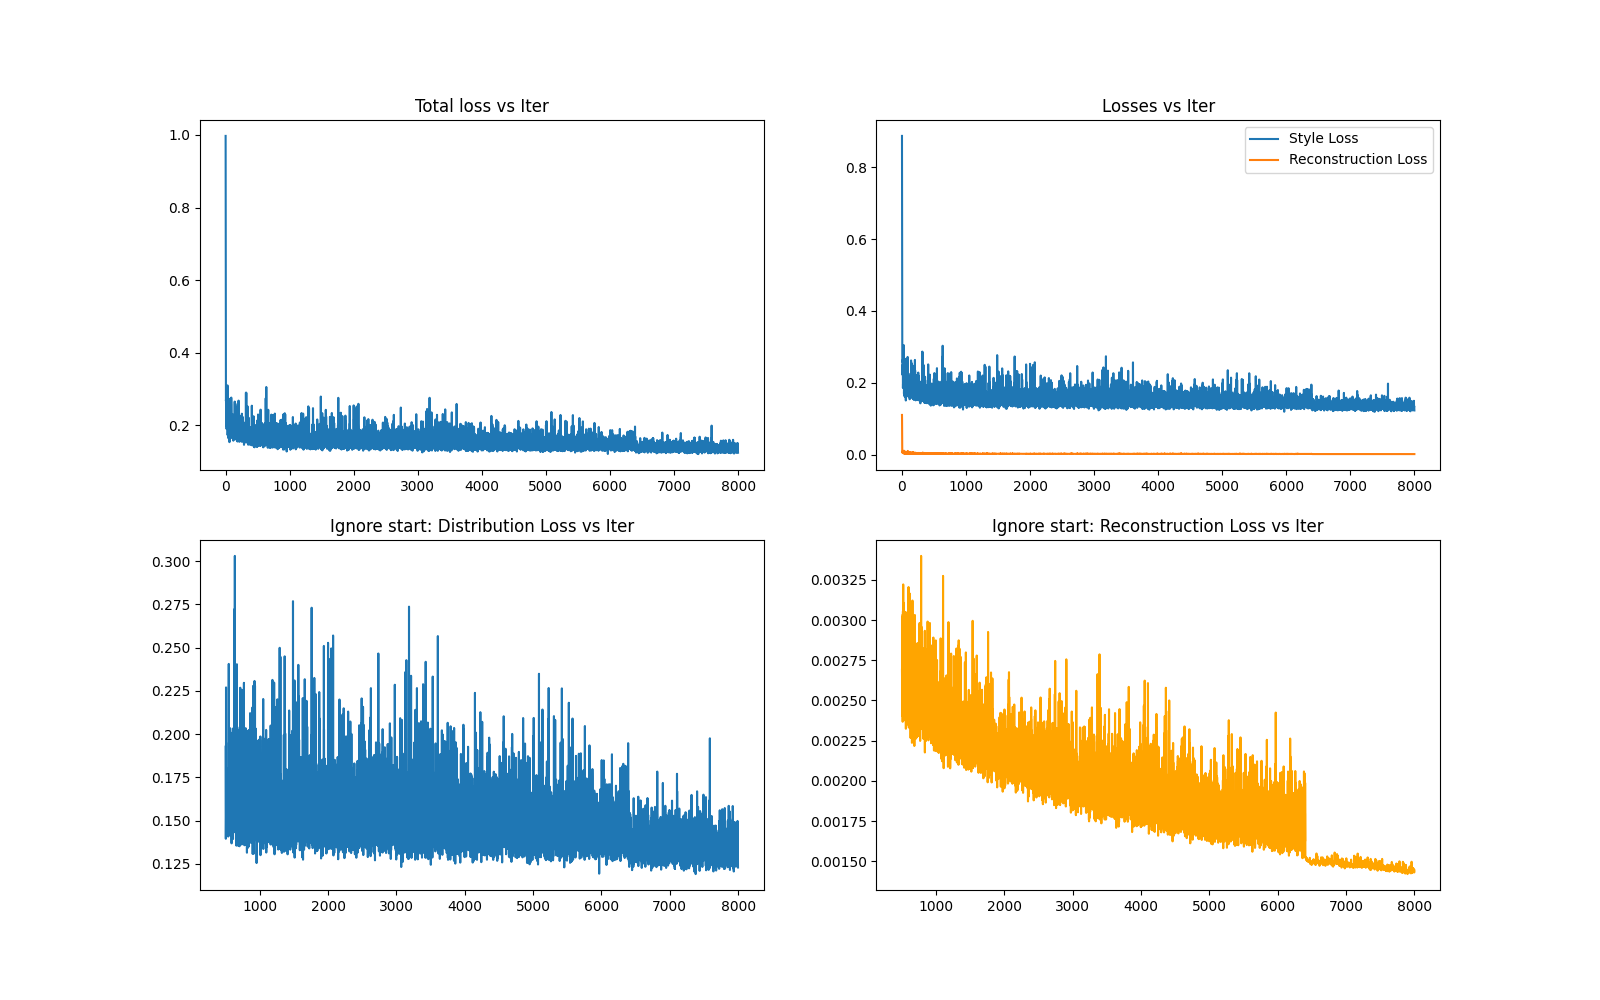 Total loss vs Iter
1.0
0.8
0.6
0.4
0.2
0 1000 2000 3000 4000 5000 6000 7000 8000
Losses vs Iter
Style Loss
Reconstruction Loss
0.8
0.6
0.4
0.2
0.0
0 1000 2000 3000 4000 5000 6000 7000 8000
Ignore start: Distribution Loss vs Iter
0.300
0.275
0.250
0.225
0.200
0.175
0.150
0.125
1000 2000 3000 4000 5000 6000 7000 8000
Ignore start: Reconstruction Loss vs Iter
0.00325
0.00300
0.00275
0.00250
0.00225
0.00200
0.00175
0.00150
1000 2000 3000 4000 5000 6000 7000 8000